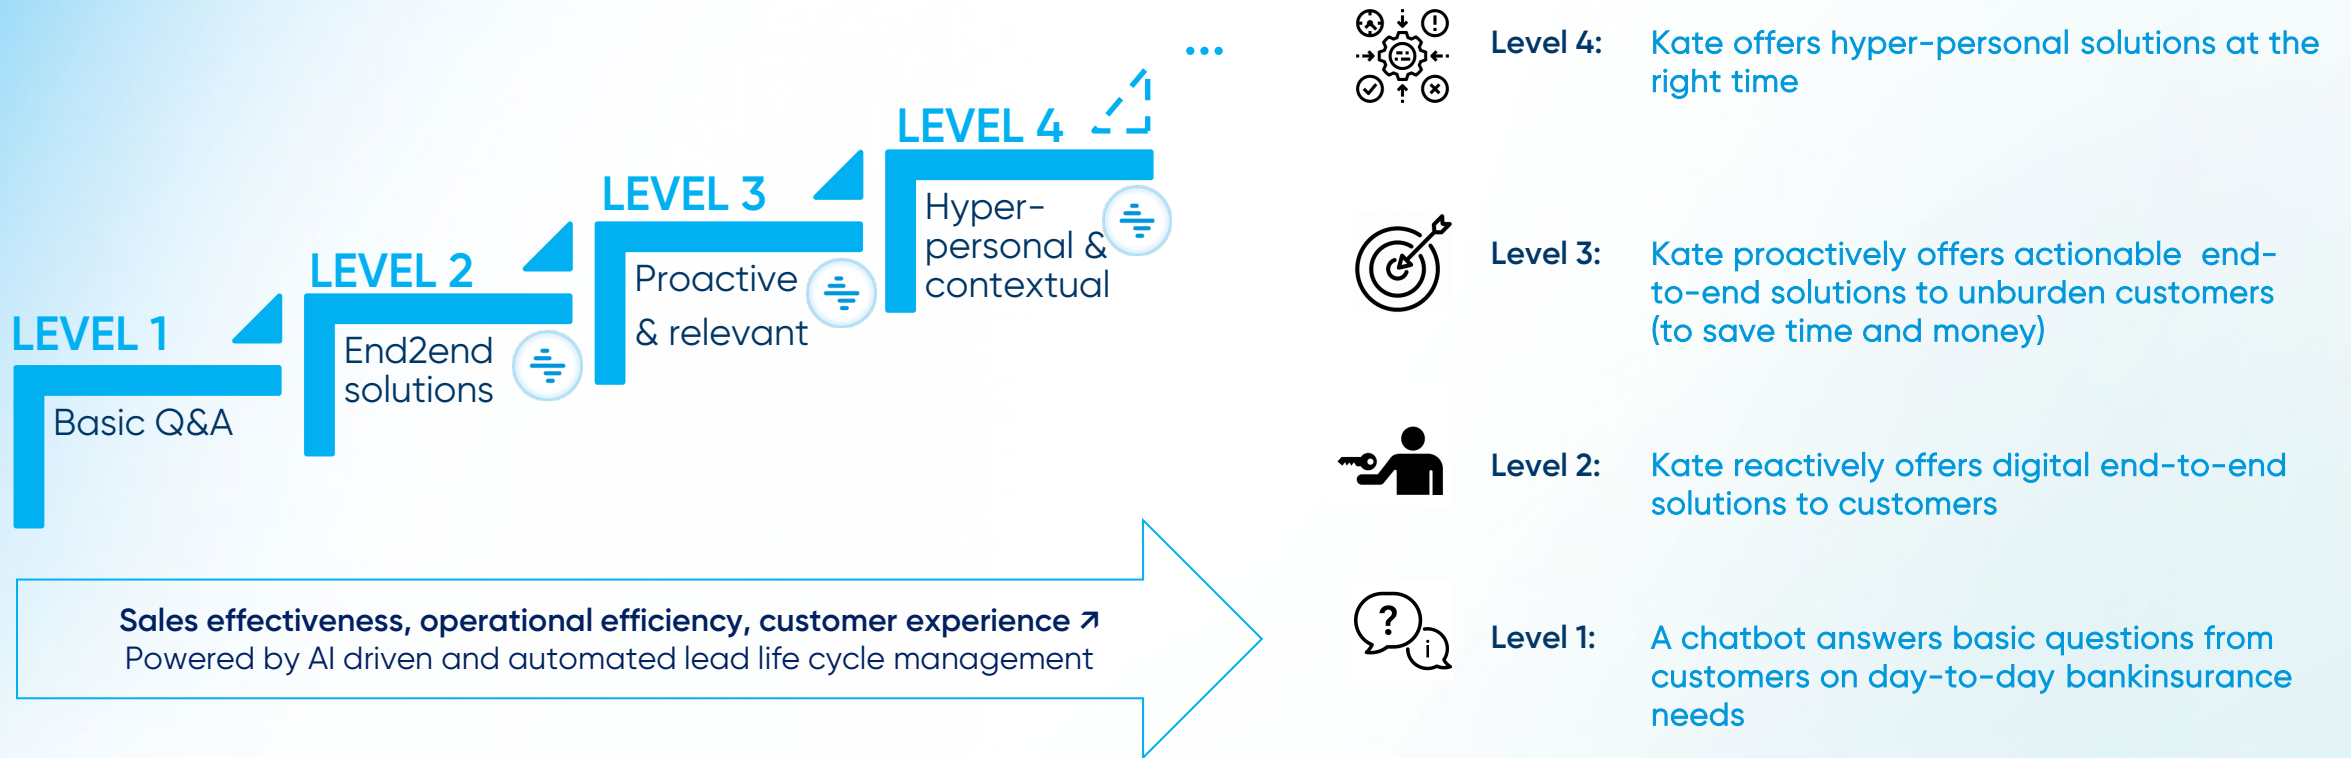 ...
LEVEL 4
Hyper-
personal &
contextual
LEVEL 3
Proactive
& relevant
LEVEL 2
End2end
solutions
LEVEL 1
Basic Q&A
Sales effectiveness, operational efficiency, customer experience ↗
Powered by AI driven and automated lead life cycle management
Level 4: Kate offers hyper-personal solutions at the
right time
Level 3: Kate proactively offers actionable end-
to-end solutions to unburden customers
(to save time and money)
Level 2: Kate reactively offers digital end-to-end
solutions to customers
? i
Level 1: A chatbot answers basic questions from
customers on day-to-day bankinsurance
needs